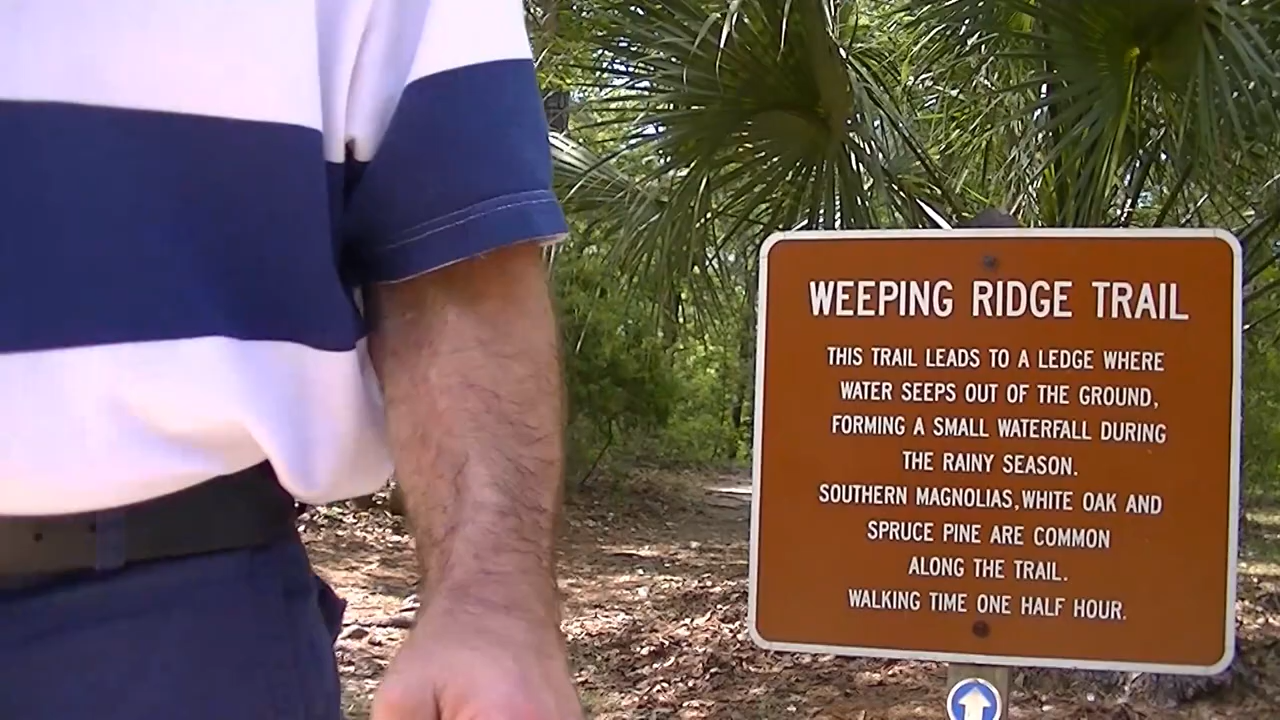 WEEPING RIDGE TRAIL
THIS TRAIL LEADS TO A LEDGE WHERE
WATER SEEPS OUT OF THE GROUND,
FORMING A SMALL WATERFALL DURING
THE RAINY SEASON.
SOUTHERN MAGNOLIAS,WHITE OAK AND
SPRUCE PINE ARE COMMON
ALONG THE TRAIL.
WALKING TIME ONE HALF HOUR.